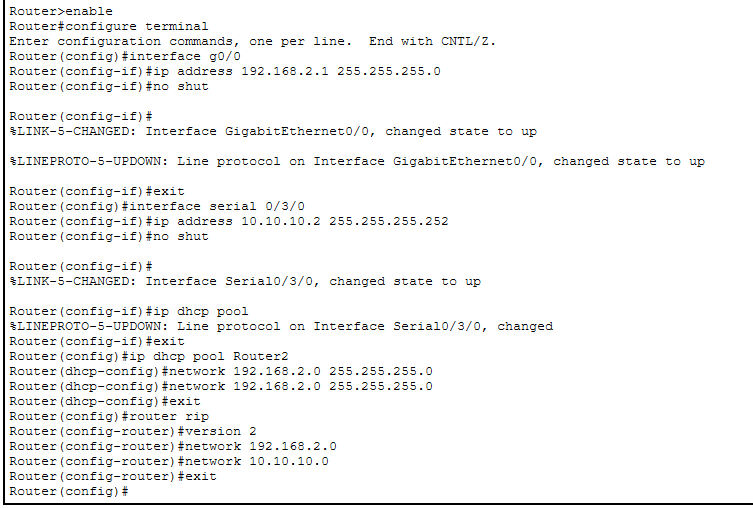 Router>enable
Router#configure terminal
Enter configuration commands, one per line.  End with CNTL/Z.
Router(config)#interface g0/0
Router(config-if)#ip address 192.168.2.1 255.255.255.0
Router(config-if)#no shut
Router(config-if)#
%LINK-5-CHANGED: Interface GigabitEthernet0/0, changed state to up
%LINEPROTO-5-UPDOWN: Line protocol on Interface GigabitEthernet0/0, changed state to up
Router(config-if)#exit
Router(config)#interface serial 0/3/0
Router(config-if)#ip address 10.10.10.2 255.255.255.252
Router(config-if)#no shut
Router(config-if)#
%LINK-5-CHANGED: Interface Serial0/3/0, changed state to up
Router(config-if)#ip dhcp pool
%LINEPROTO-5-UPDOWN: Line protocol on Interface Serial0/3/0, changed
Router(config-if)#exit
Router(config)#ip dhcp pool Router2
Router(dhcp-config)#network 192.168.2.0 255.255.255.0
Router(dhcp-config)#network 192.168.2.0 255.255.255.0
Router(dhcp-config)#exit
Router(config)#router rip
Router(config-router)#version 2
Router(config-router)#network 192.168.2.0
Router(config-router)#network 10.10.10.0
Router(config-router)#exit
Router(config)#